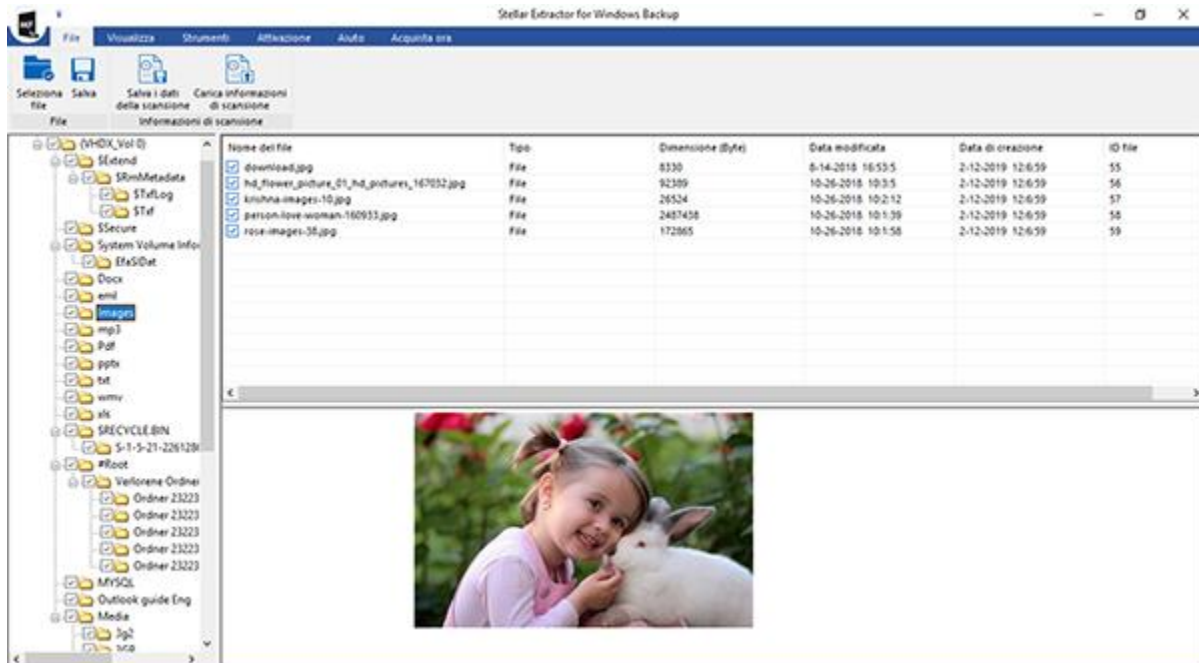 Stellar Extractor for Windows Backup
File Visualizza Strumenti Attivazione Aiuto Acquista ora
Seleziona file
Salva
Salva i dati della scansione
Carica informazioni di scansione
File Informazioni di scansione
(VHDX_Vol 0)
$Extend
$RmMetadata
$TxfLog
$Txf
$Secure
System Volume Infor
EfaSIDat
Docx
eml
Images
mp3
Pdf
pptx
txt
wmv
xls
$RECYCLE.BIN
S-1-5-21-226128
#Root
Verlorene Ordner
Ordner 23223
Ordner 23223
Ordner 23223
Ordner 23223
Ordner 23223
MYSQL
Outlook guide Eng
Media
3g2
Nome del file Tipo Dimensione (Byte) Data modificata Data di creazione ID file
download.jpg File 8330 8-14-2018 16:53:5 2-12-2019 12:6:59 55
hd_flower_picture_01_hd_pictures_167032.jpg File 92389 10-26-2018 10:3:5 2-12-2019 12:6:59 56
krishna-images-10.jpg File 26524 10-26-2018 10:2:12 2-12-2019 12:6:59 57
person-love-woman-160933.jpg File 2487438 10-26-2018 10:1:39 2-12-2019 12:6:59 58
rose-images-38.jpg File 172865 10-26-2018 10:1:58 2-12-2019 12:6:59 59